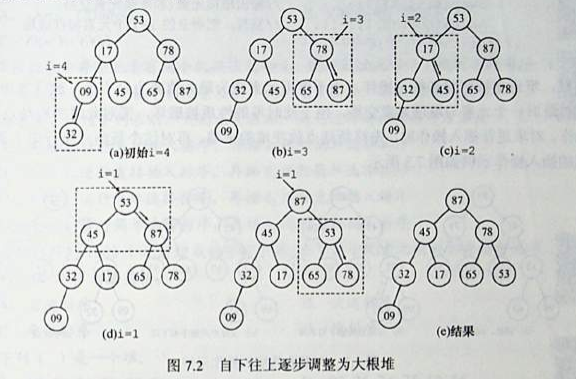 53
17 78
i=4
09 45 65 87
32
(a)初始i=4
53
i=3
17 78
32 45 65 87
09
(b)i=3
i=2 53
17 87
32 45 65 78
09
(c)i=2
i=1
53
45 87
32 17 65 78
09
(d)i=1
i=1
87
45 53
32 17 65 78
09
87
45 78
32 17 65 53
09
(e)结果
图 7.2 自下往上逐步调整为大根堆